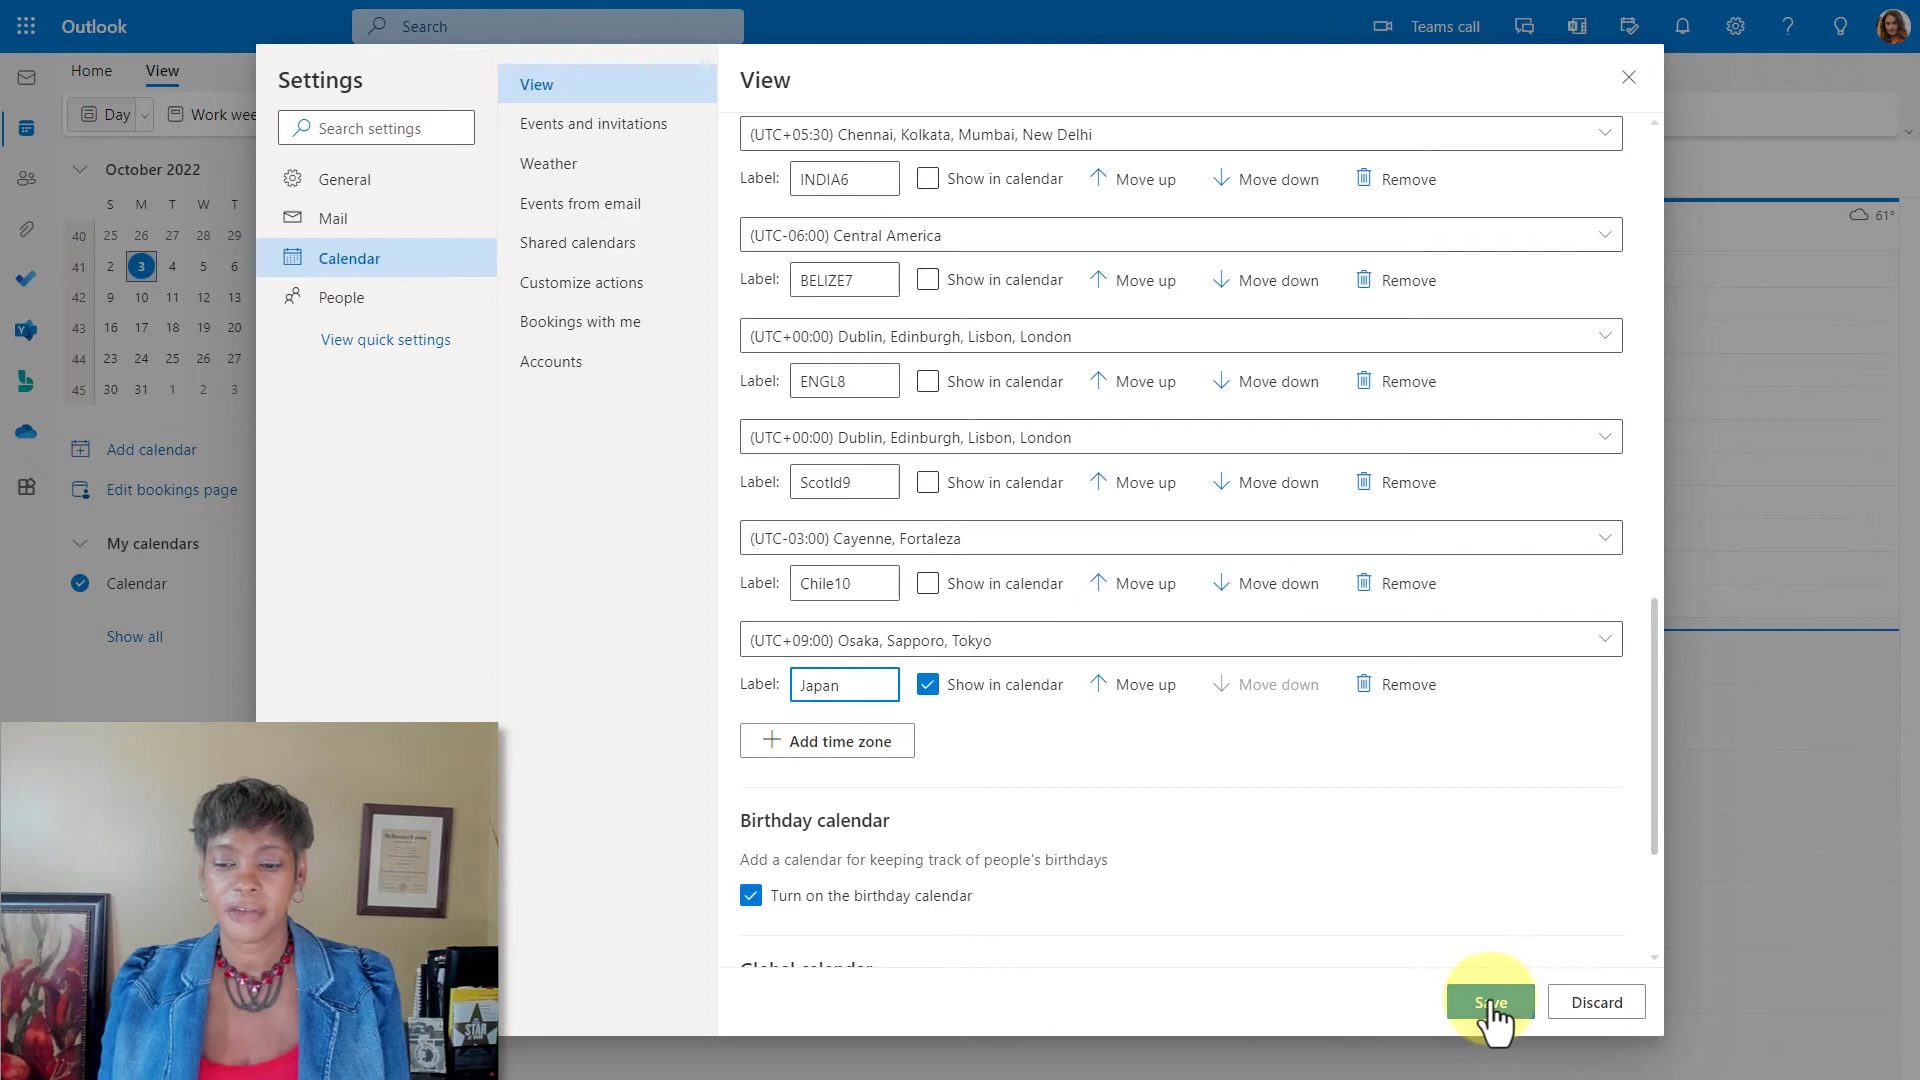 Outlook
Search
Teams call
Home
View
Day
Work wee
October 2022
S M T W T
40 25 26 27 28 29
41 2 3 4 5 6
42 9 10 11 12 13
43 16 17 18 19 20
44 23 24 25 26 27
45 30 31 1 2 3
Add calendar
Edit bookings page
My calendars
Calendar
Show all
Settings
Search settings
General
Mail
Calendar
People
View quick settings
View
Events and invitations
Weather
Events from email
Shared calendars
Customize actions
Bookings with me
Accounts
View
(UTC+05:30) Chennai, Kolkata, Mumbai, New Delhi
Label: INDIA6 Show in calendar Move up Move down Remove
(UTC-06:00) Central America
Label: BELIZE7 Show in calendar Move up Move down Remove
(UTC+00:00) Dublin, Edinburgh, Lisbon, London
Label: ENGL8 Show in calendar Move up Move down Remove
(UTC+00:00) Dublin, Edinburgh, Lisbon, London
Label: Scotld9 Show in calendar Move up Move down Remove
(UTC-03:00) Cayenne, Fortaleza
Label: Chile10 Show in calendar Move up Move down Remove
(UTC+09:00) Osaka, Sapporo, Tokyo
Label: Japan Show in calendar Move up Move down Remove
Add time zone
Birthday calendar
Add a calendar for keeping track of people's birthdays
Turn on the birthday calendar
Global calendar
Save
Discard
61°
STAR